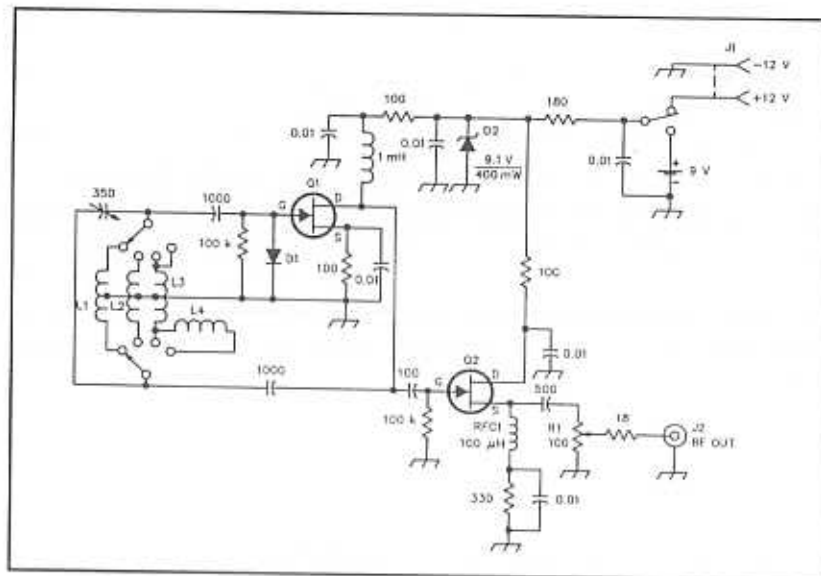 J1
−12 V
+12 V
100
180
0.01
0.01
D2
1 mH
9.1 V
400 mW
0.01
9 V
350
1000
Q1
G
D
S
100 k
D1
100
0.01
L1
L2
L3
L4
100
1000
100
Q2
G
D
S
0.01
500
100 k
RFC1
100 µH
R1
100
18
J2
RF OUT
330
0.01